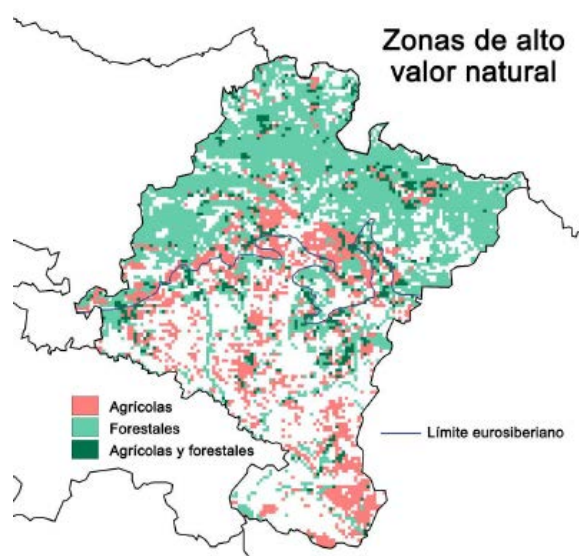 Zonas de alto
valor natural
Agrícolas
Forestales
Agrícolas y forestales
Límite eurosiberiano